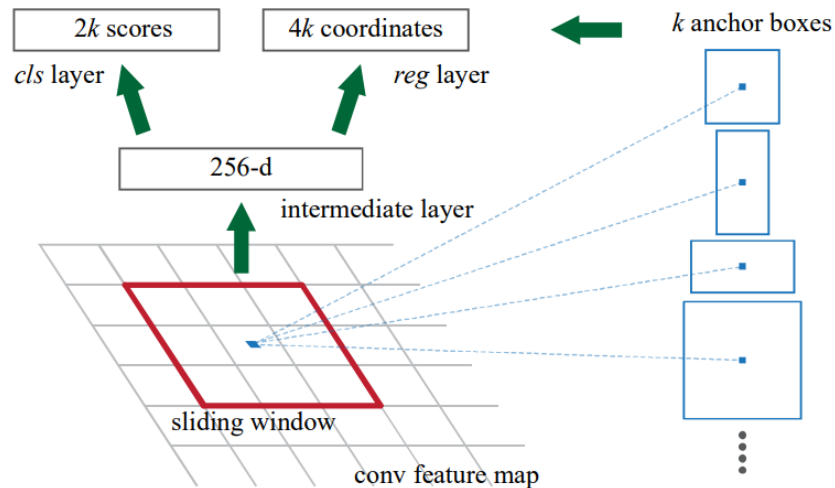 2k scores
4k coordinates
k anchor boxes
cls layer
reg layer
256-d
intermediate layer
sliding window
conv feature map